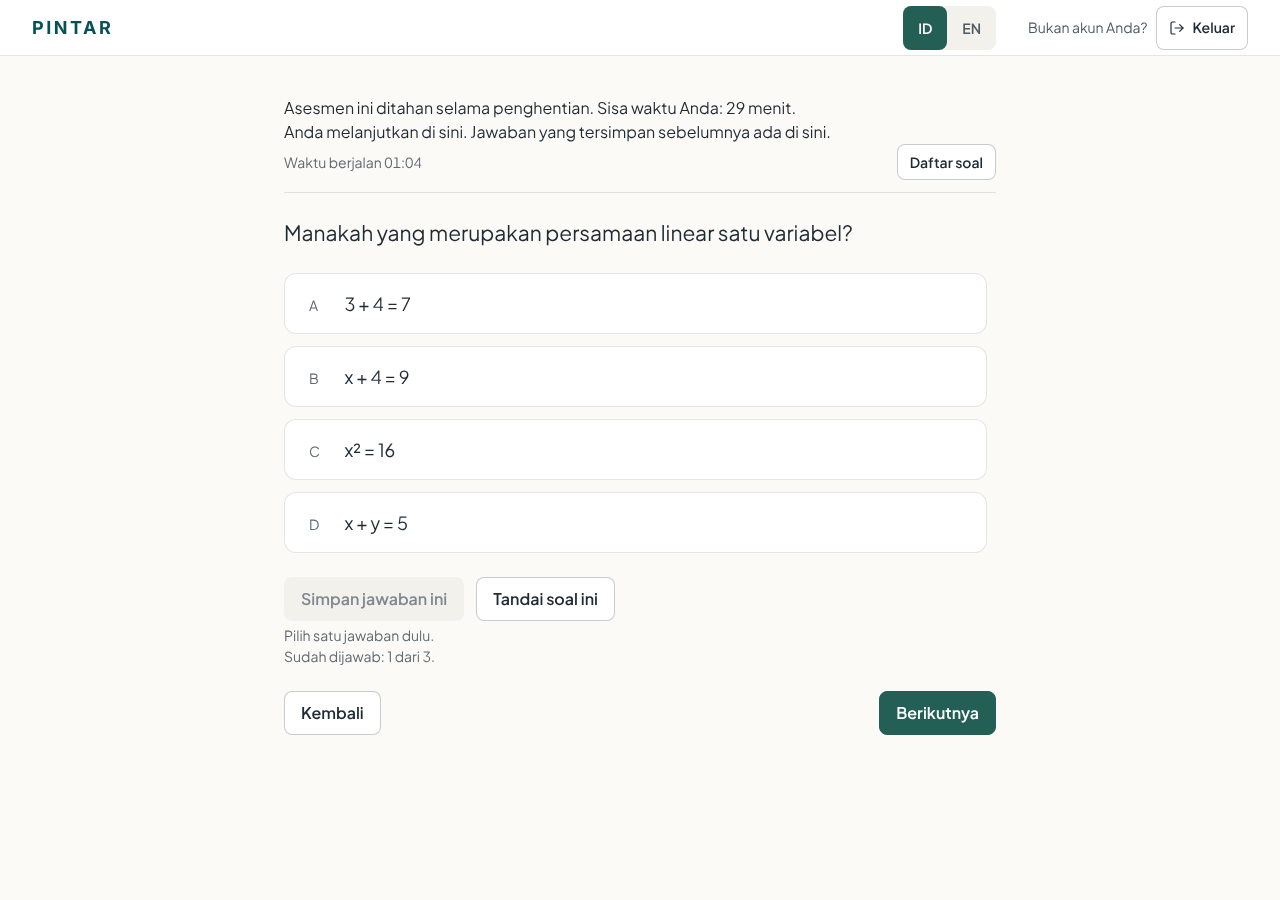 PINTAR
ID
EN
Bukan akun Anda?
Keluar
Asesmen ini ditahan selama penghentian. Sisa waktu Anda: 29 menit.
Anda melanjutkan di sini. Jawaban yang tersimpan sebelumnya ada di sini.
Waktu berjalan 01:04
Daftar soal
Manakah yang merupakan persamaan linear satu variabel?
A 3 + 4 = 7
B x + 4 = 9
C x² = 16
D x + y = 5
Simpan jawaban ini
Tandai soal ini
Pilih satu jawaban dulu.
Sudah dijawab: 1 dari 3.
Kembali
Berikutnya